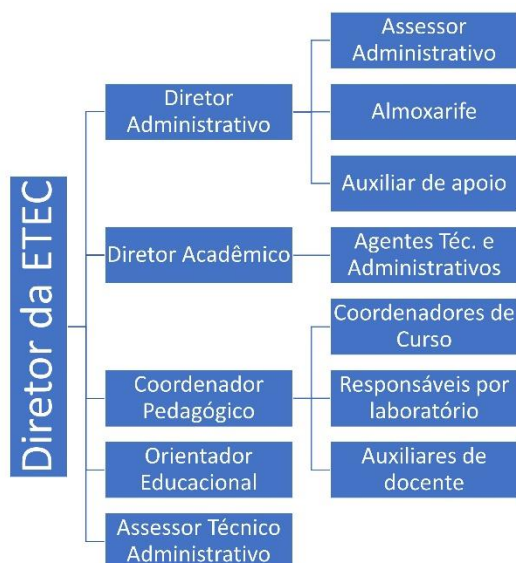 Diretor da ETEC
Diretor
Administrativo
Assessor
Administrativo
Almoxarife
Auxiliar de apoio
Diretor Acadêmico
Agentes Téc. e
Administrativos
Coordenador
Pedagógico
Coordenadores de
Curso
Responsáveis por
laboratório
Auxiliares de
docente
Orientador
Educacional
Assessor Técnico
Administrativo